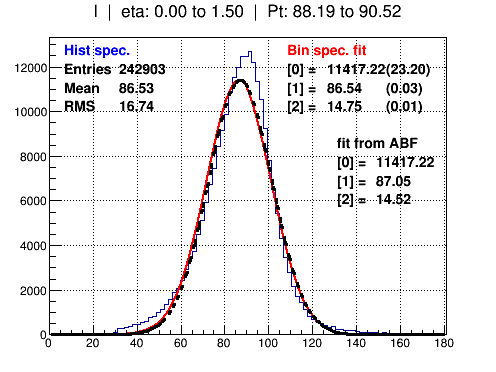 I | eta: 0.00 to 1.50 | Pt: 88.19 to 90.52
Hist spec.
Entries 242903
Mean 86.53
RMS 16.74
Bin spec. fit
[0] = 11417.22(23.20)
[1] = 86.54 (0.03)
[2] = 14.75 (0.01)
fit from ABF
[0] = 11417.22
[1] = 87.05
[2] = 14.52
12000
10000
8000
6000
4000
2000
0
0 20 40 60 80 100 120 140 160 180